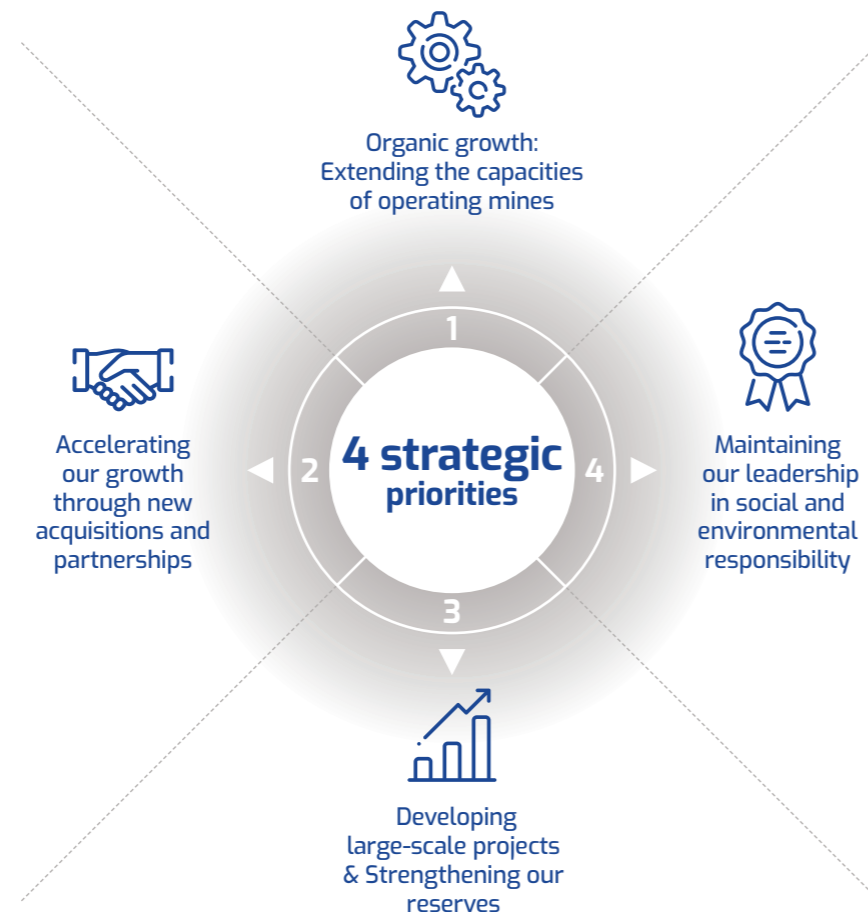 Organic growth:
Extending the capacities
of operating mines
1
Accelerating
our growth
through new
acquisitions and
partnerships
2
4 strategic
priorities
4
Maintaining
our leadership
in social and
environmental
responsibility
3
Developing
large-scale projects
& Strengthening our
reserves